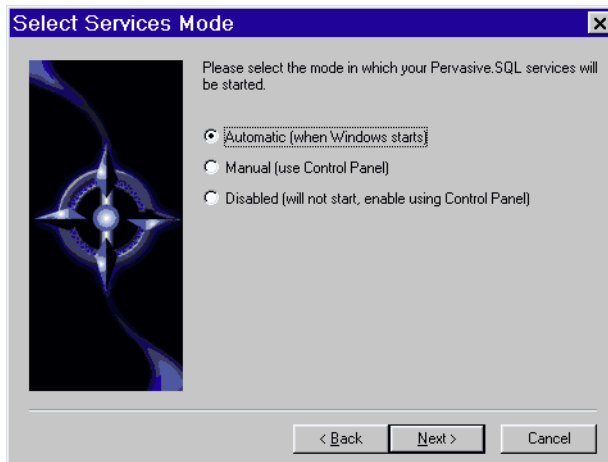 Select Services Mode
Please select the mode in which your Pervasive.SQL services will
be started.
Automatic (when Windows starts)
Manual (use Control Panel)
Disabled (will not start, enable using Control Panel)
< Back Next > Cancel